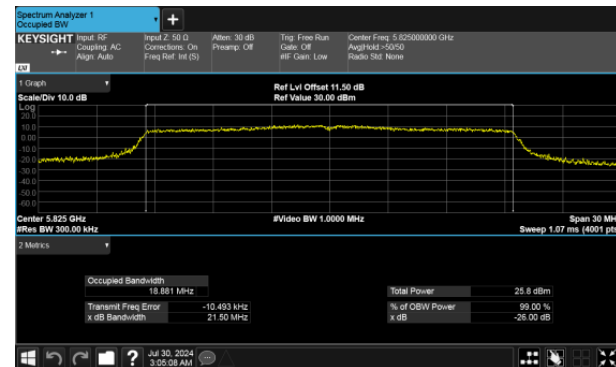 Spectrum Analyzer 1
Occupied BW
+
KEYSIGHT Input: RF Input Z: 50 Ω Atten: 30 dB Trig: Free Run Center Freq: 5.825000000 GHz
Coupling: AC Corrections: On Preamp: Off Gate: Off Avg|Hold:>50/50
Align: Auto Freq Ref: Int (S) #IF Gain: Low Radio Std: None
LXI
1 Graph
Ref Lvl Offset 11.50 dB
Scale/Div 10.0 dB Ref Value 30.00 dBm
Log
20.0
10.0
0.00
-10.0
-20.0
-30.0
-40.0
-50.0
-60.0
Center 5.825 GHz #Video BW 1.0000 MHz Span 30 MH
#Res BW 300.00 kHz Sweep 1.07 ms (4001 pts
2 Metrics
Occupied Bandwidth
18.881 MHz Total Power 25.8 dBm
Transmit Freq Error -10.493 kHz % of OBW Power 99.00 %
x dB Bandwidth 21.50 MHz x dB -26.00 dB
? Jul 30, 2024
3:05:08 AM